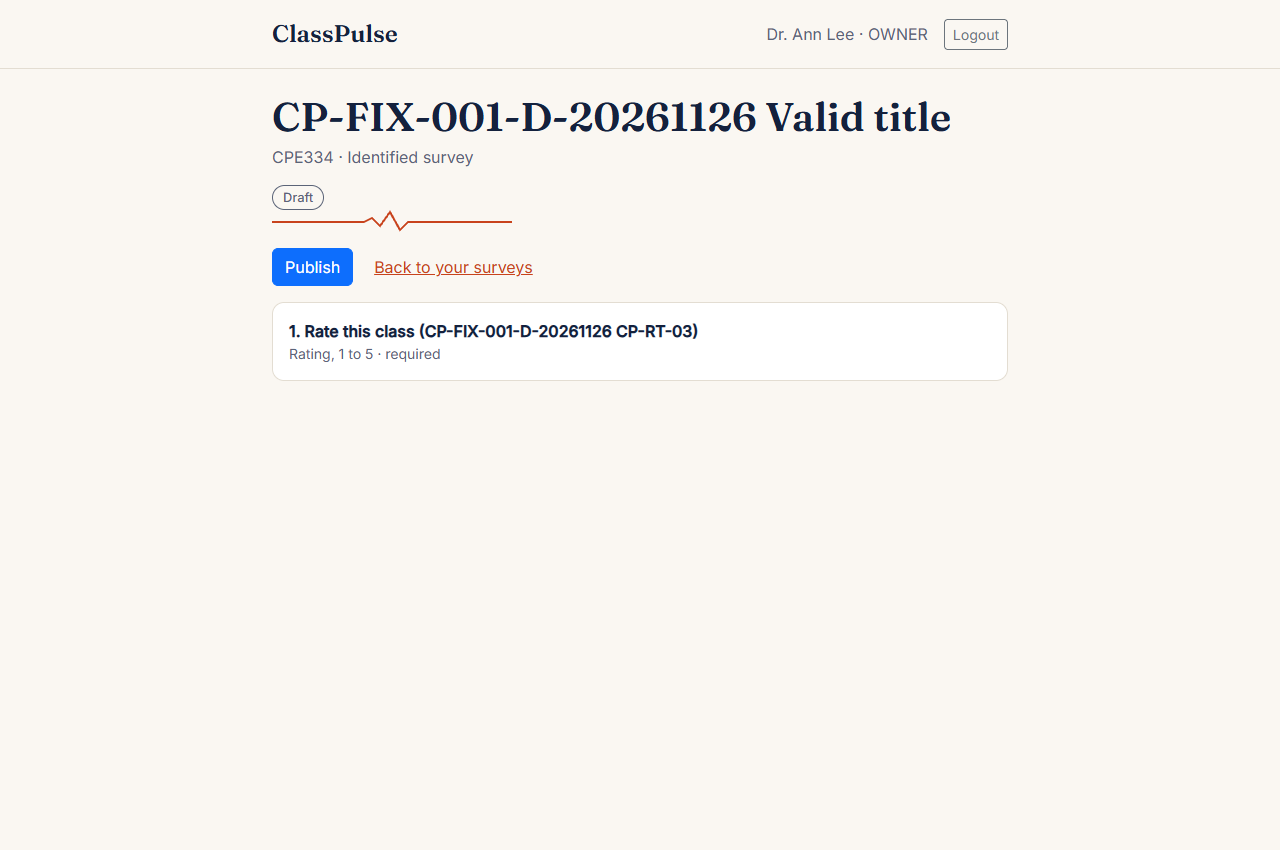 ClassPulse
Dr. Ann Lee · OWNER
Logout
CP-FIX-001-D-20261126 Valid title
CPE334 · Identified survey
Draft
Publish
Back to your surveys
1. Rate this class (CP-FIX-001-D-20261126 CP-RT-03)
Rating, 1 to 5 · required